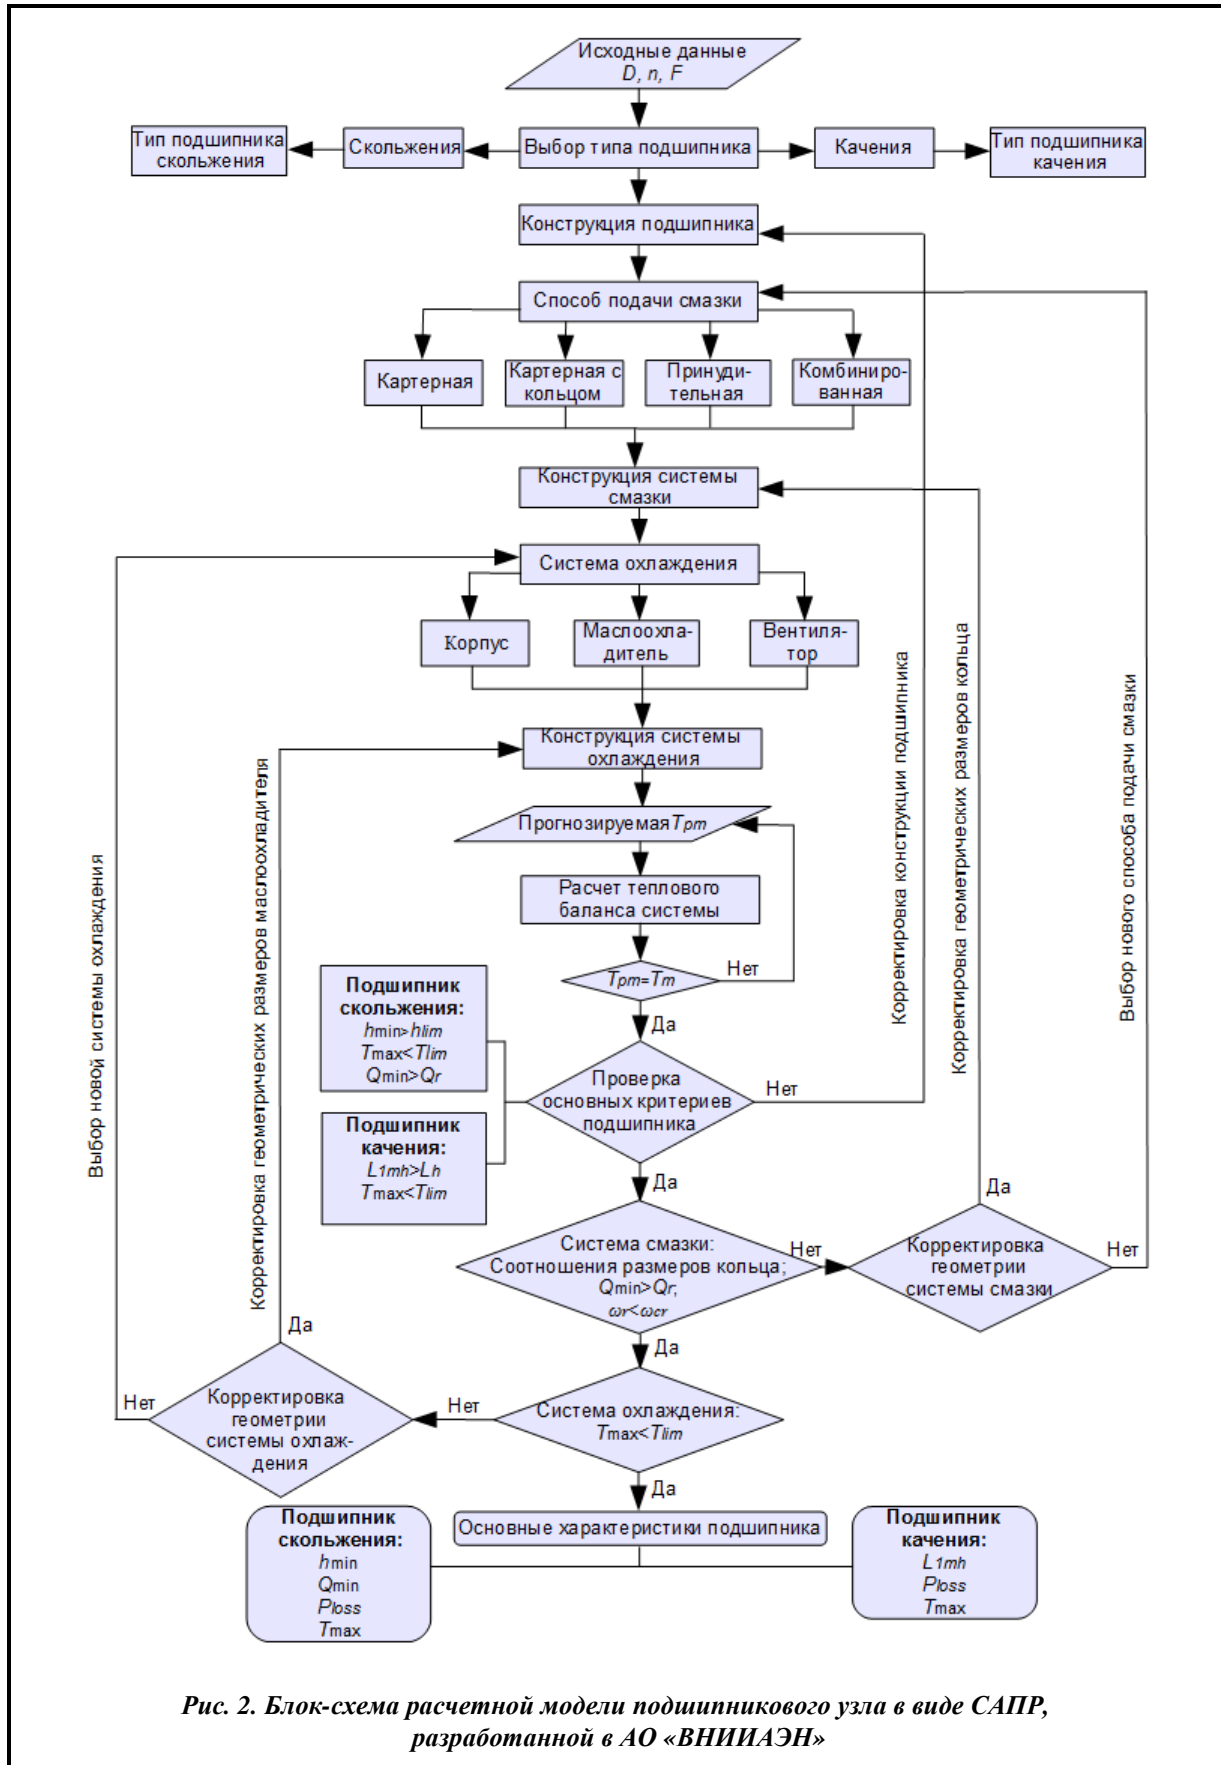 Исходные данные
D, n, F
Тип подшипника
скольжения
Скольжения
Выбор типа подшипника
Качения
Тип подшипника
качения
Конструкция подшипника
Способ подачи смазки
Картерная
Картерная с
кольцом
Принуди-
тельная
Комбиниро-
ванная
Конструкция системы
смазки
Система охлаждения
Корпус
Маслоохла-
дитель
Вентиля-
тор
Конструкция системы
охлаждения
Прогнозируемая Tpm
Расчет теплового
баланса системы
Tpm=Tm
Нет
Да
Подшипник
скольжения:
hmin>hlim
Tmax<Tlim
Qmin>Qr
Подшипник
качения:
L1mh>Lh
Tmax<Tlim
Проверка
основных критериев
подшипника
Нет
Да
Система смазки:
Соотношения размеров кольца;
Qmin>Qr,
ωr<ωcr
Нет
Да
Корректировка
геометрии
системы смазки
Да
Нет
Система охлаждения:
Tmax<Tlim
Нет
Да
Корректировка
геометрии
системы охлаж-
дения
Да
Нет
Выбор новой системы охлаждения
Корректировка геометрических размеров маслоохладителя
Корректировка конструкции подшипника
Корректировка геометрических размеров кольца
Выбор нового способа подачи смазки
Основные характеристики подшипника
Подшипник
скольжения:
hmin
Qmin
Ploss
Tmax
Подшипник
качения:
L1mh
Ploss
Tmax
Рис. 2. Блок-схема расчетной модели подшипникового узла в виде САПР,
разработанной в АО «ВНИИАЭН»